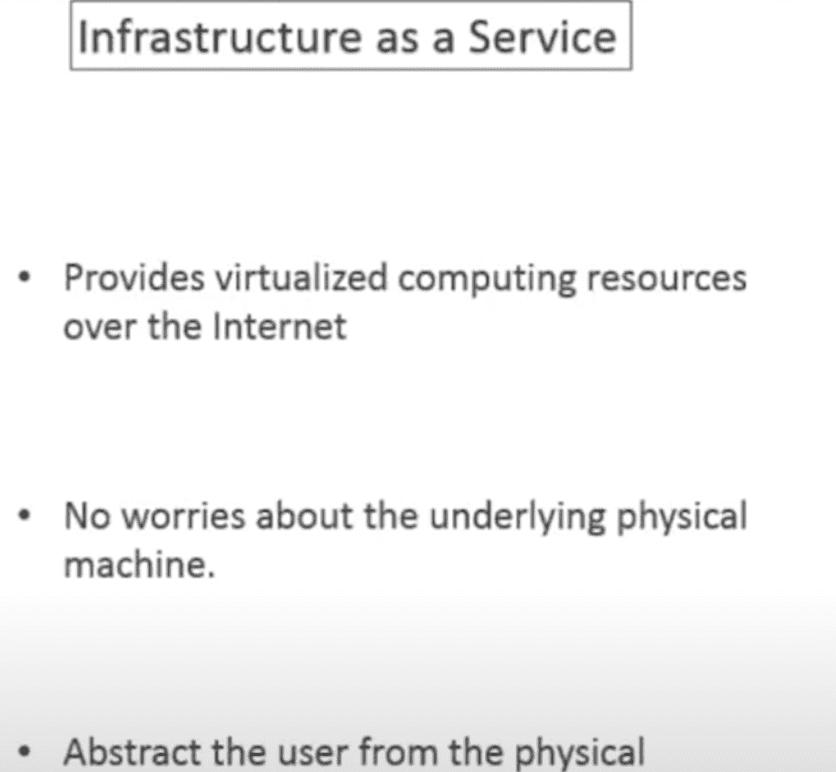 Infrastructure as a Service
• Provides virtualized computing resources
over the Internet
• No worries about the underlying physical
machine.
• Abstract the user from the physical